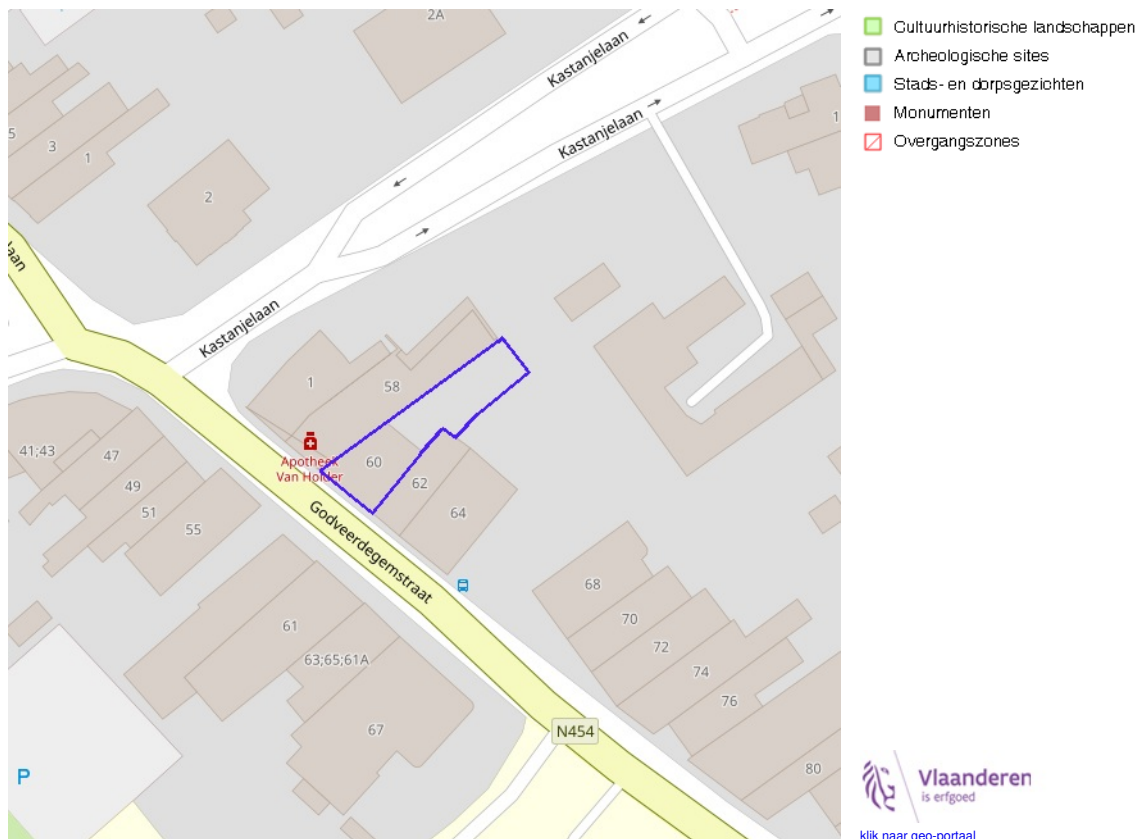 2A
Kastanjelaan
Kastanjelaan
5
3
1
2
1
laan
Kastanjelaan
1
58
Apotheek
Van Holder
60
62
64
41;43
47
49
51
55
Godveerdegemstraat
68
70
72
74
76
80
61
63;65;61A
67
N454
P
Cultuurhistorische landschappen
Archeologische sites
Stads- en dorpsgezichten
Monumenten
Overgangszones
Vlaanderen
is erfgoed
klik naar geo-portaal